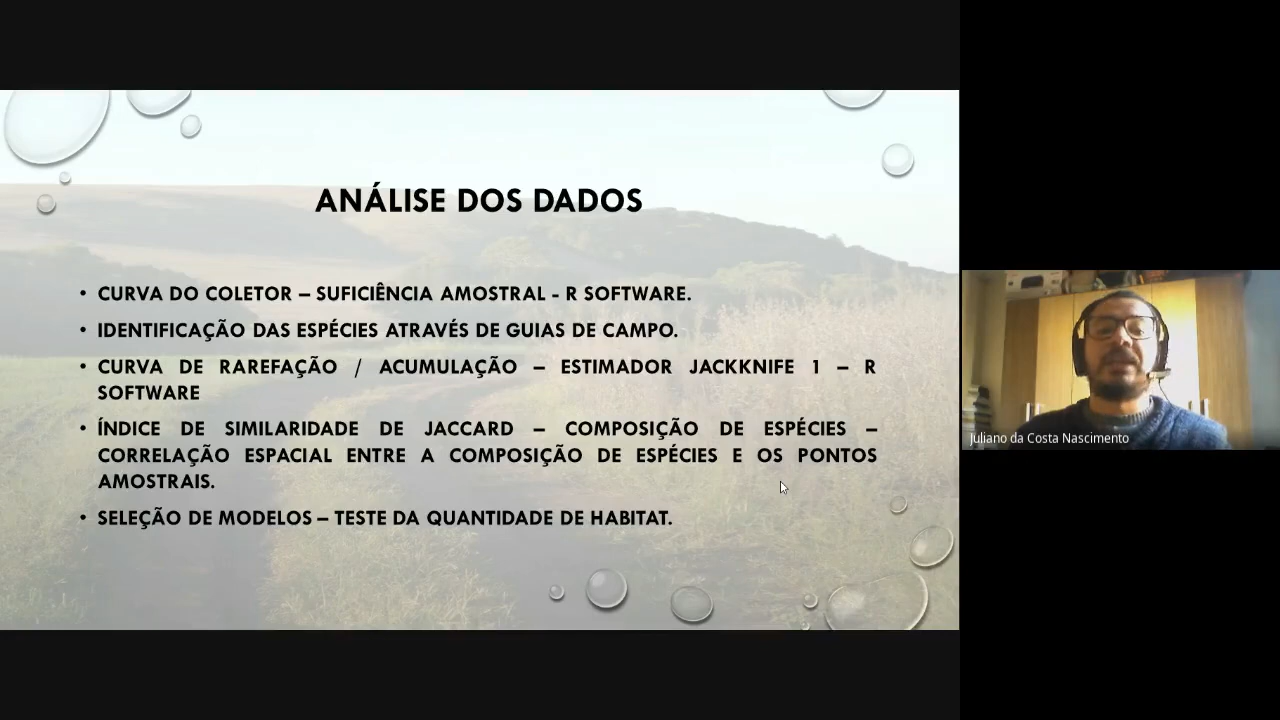 ANÁLISE DOS DADOS
• CURVA DO COLETOR – SUFICIÊNCIA AMOSTRAL - R SOFTWARE.
• IDENTIFICAÇÃO DAS ESPÉCIES ATRAVÉS DE GUIAS DE CAMPO.
• CURVA DE RAREFAÇÃO / ACUMULAÇÃO – ESTIMADOR JACKKNIFE 1 – R
SOFTWARE
• ÍNDICE DE SIMILARIDADE DE JACCARD – COMPOSIÇÃO DE ESPÉCIES –
CORRELAÇÃO ESPACIAL ENTRE A COMPOSIÇÃO DE ESPÉCIES E OS PONTOS
AMOSTRAIS.
• SELEÇÃO DE MODELOS – TESTE DA QUANTIDADE DE HABITAT.
Juliano da Costa Nascimento